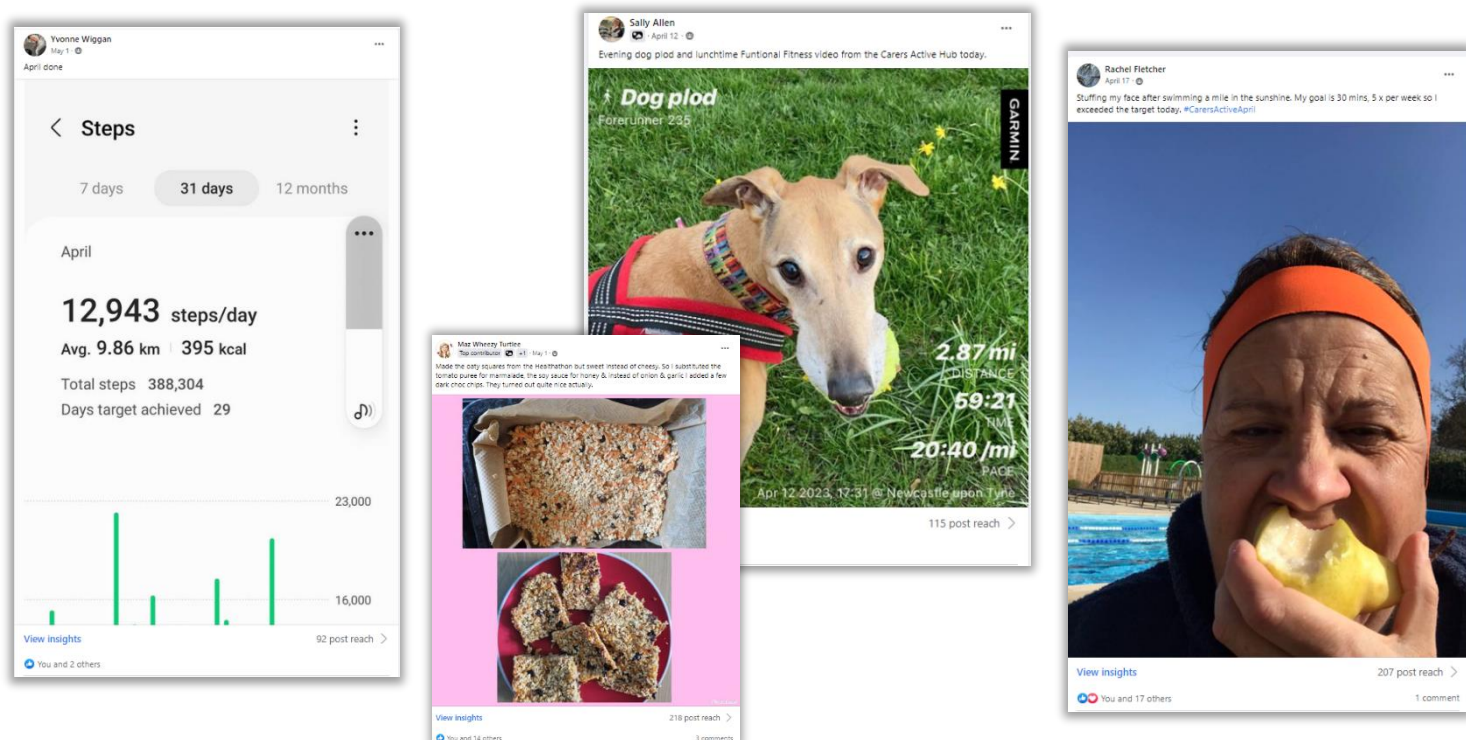 Yvonne Wiggan
May 1 ·
April done
Steps
7 days 31 days 12 months
April
12,943 steps/day
Avg. 9.86 km 395 kcal
Total steps 388,304
Days target achieved 29
23,000
16,000
View insights 92 post reach
You and 2 others
Maz Wheezy Turtlee
Top contributor +1 · May 1 ·
Made the oaty squares from the Healthathon but sweet instead of cheesy. So I substituted the
tomato puree for marmalade, the soy sauce for honey & instead of onion & garlic I added a few
dark choc chips. They turned out quite nice actually.
View insights 218 post reach
You and 14 others 3 comments
Sally Allen
· April 12 ·
Evening dog plod and lunchtime Funtional Fitness video from the Carers Active Hub today.
Dog plod
Forerunner 235
GARMIN
2.87 mi
DISTANCE
59:21
TIME
20:40 /mi
PACE
Apr 12 2023, 17:31 @ Newcastle upon Tyne
115 post reach
Rachel Fletcher
April 17 ·
Stuffing my face after swimming a mile in the sunshine. My goal is 30 mins, 5 x per week so I
exceeded the target today. #CarersActiveApril
View insights 207 post reach
You and 17 others 1 comment